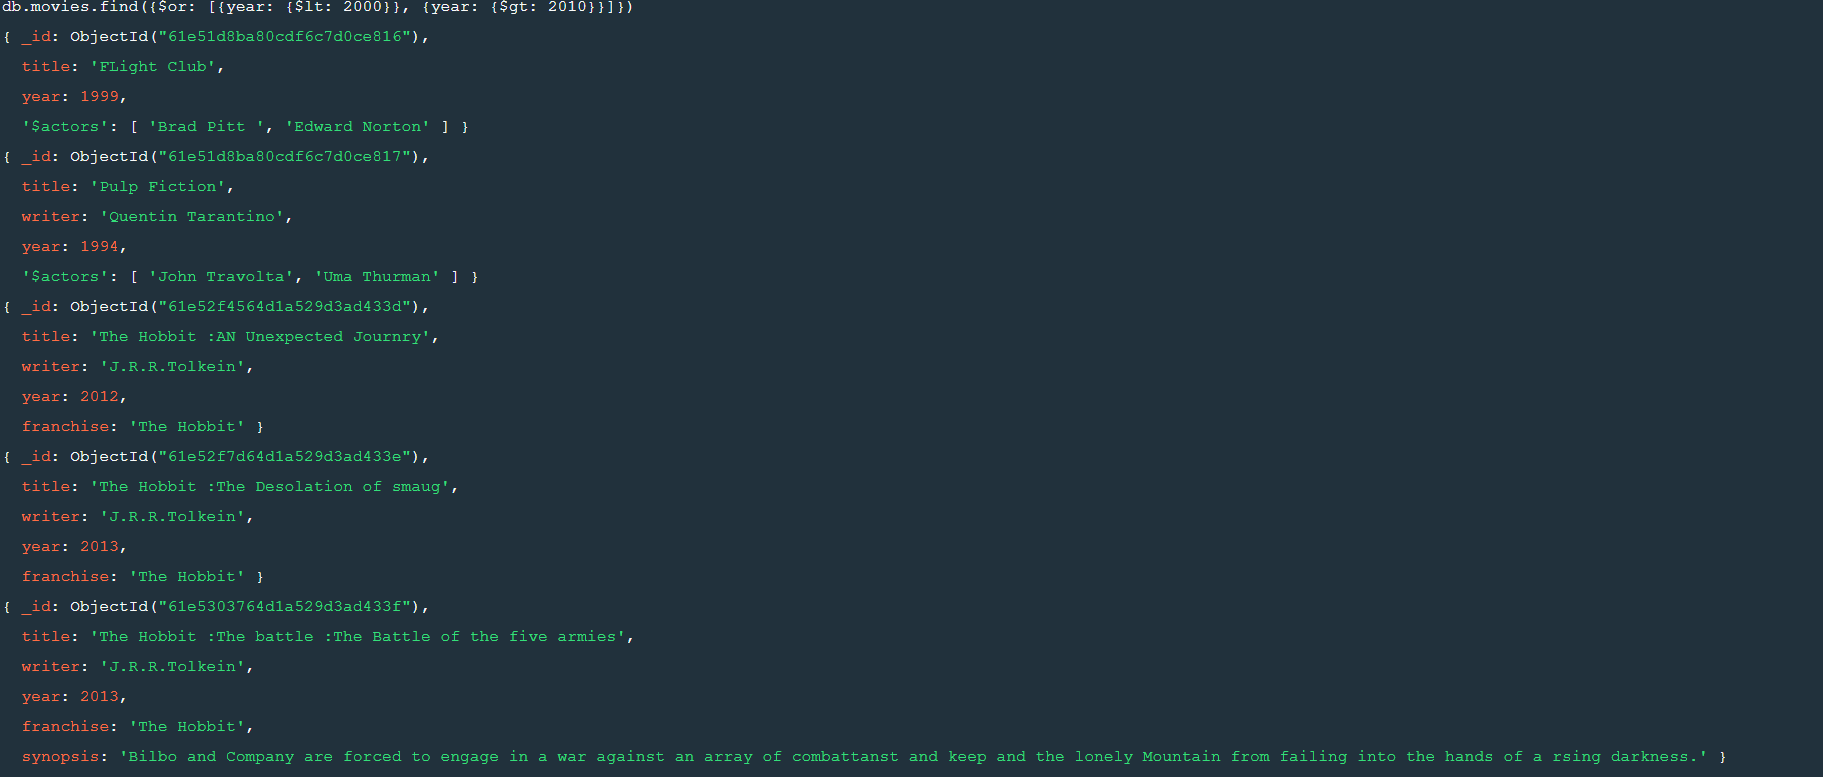 db.movies.find({$or: [{year: {$lt: 2000}}, {year: {$gt: 2010}}]})
{ _id: ObjectId("61e51d8ba80cdf6c7d0ce816"),
  title: 'FLight Club',
  year: 1999,
  '$actors': [ 'Brad Pitt ', 'Edward Norton' ] }
{ _id: ObjectId("61e51d8ba80cdf6c7d0ce817"),
  title: 'Pulp Fiction',
  writer: 'Quentin Tarantino',
  year: 1994,
  '$actors': [ 'John Travolta', 'Uma Thurman' ] }
{ _id: ObjectId("61e52f4564d1a529d3ad433d"),
  title: 'The Hobbit :AN Unexpected Journry',
  writer: 'J.R.R.Tolkein',
  year: 2012,
  franchise: 'The Hobbit' }
{ _id: ObjectId("61e52f7d64d1a529d3ad433e"),
  title: 'The Hobbit :The Desolation of smaug',
  writer: 'J.R.R.Tolkein',
  year: 2013,
  franchise: 'The Hobbit' }
{ _id: ObjectId("61e5303764d1a529d3ad433f"),
  title: 'The Hobbit :The battle :The Battle of the five armies',
  writer: 'J.R.R.Tolkein',
  year: 2013,
  franchise: 'The Hobbit',
  synopsis: 'Bilbo and Company are forced to engage in a war against an array of combattanst and keep and the lonely Mountain from failing into the hands of a rsing darkness.' }